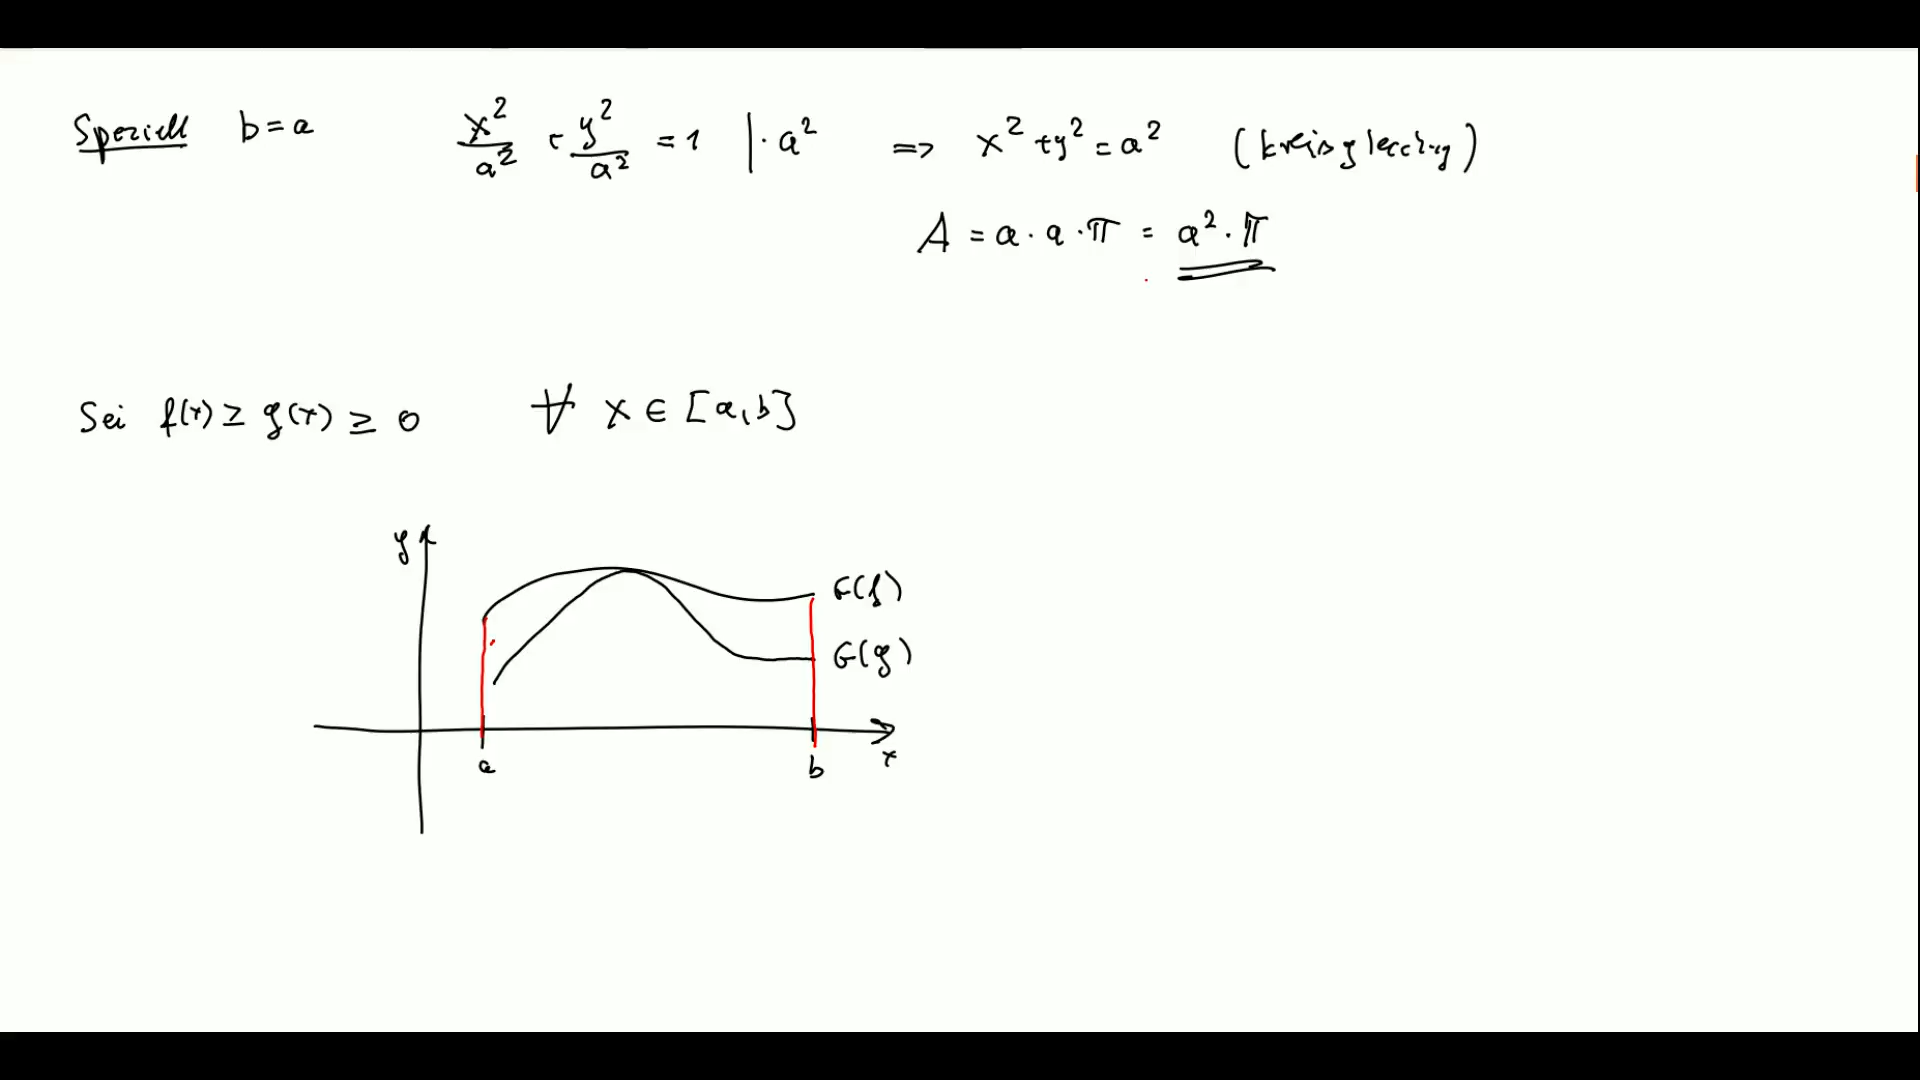 Speziell b = a x²/a² + y²/a² = 1 | · a² => x² + y² = a² (Kreisgleichung)
A = a · a · π = a² · π
Sei f(x) ≥ g(x) ≥ 0 ∀ x ∈ [a,b]
y
G(f)
G(g)
a b x